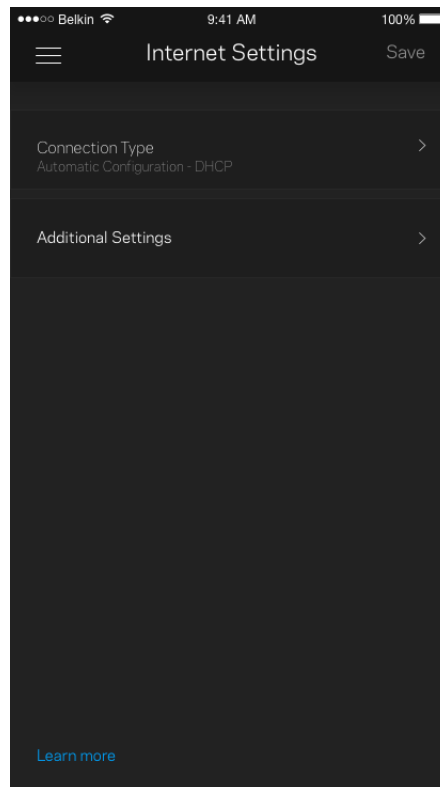 Belkin 9:41 AM 100%
Internet Settings Save
Connection Type
Automatic Configuration - DHCP
Additional Settings
Learn more